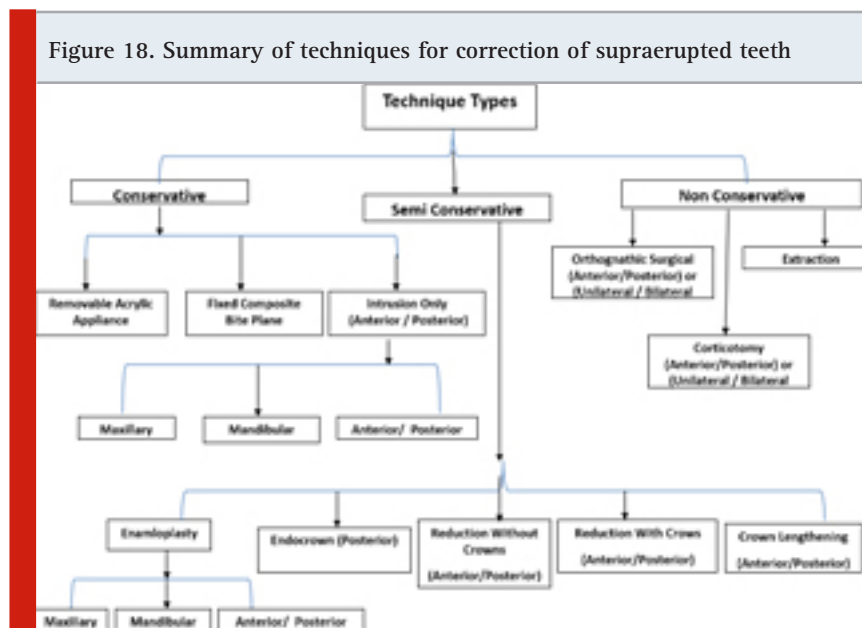 Figure 18. Summary of techniques for correction of supraerupted teeth
Technique Types
Conservative
Semi Conservative
Non Conservative
Removable Acrylic
Appliance
Fixed Composite
Bite Plane
Intrusion Only
(Anterior / Posterior)
Orthognathic Surgical
(Anterior/Posterior) or
(Unilateral / Bilateral
Extraction
Corticotomy
(Anterior/Posterior) or
(Unilateral / Bilateral
Maxillary
Mandibular
Anterior/ Posterior
Enamloplasty
Endocrown (Posterior)
Reduction Without
Crowns
(Anterior/Posterior)
Reduction With Crows
(Anterior/Posterior)
Crown Lengthening
(Anterior/Posterior)
Maxillary
Mandibular
Anterior/ Posterior